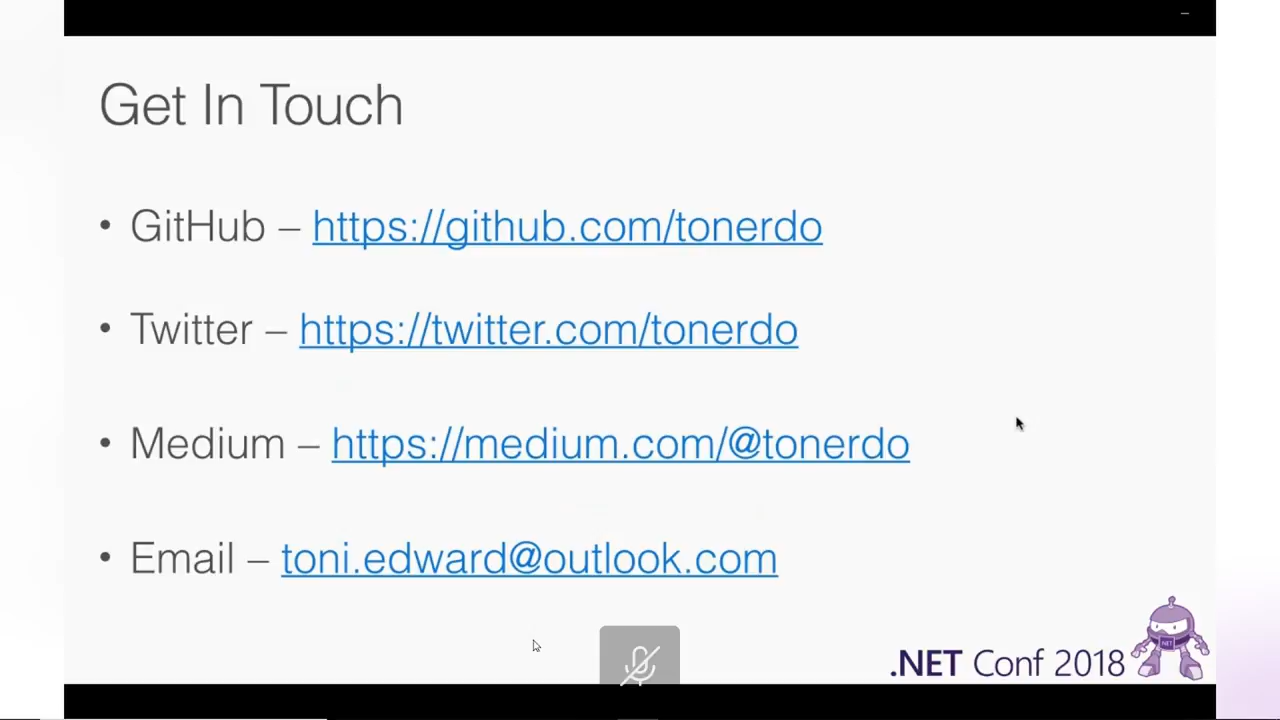 Get In Touch
• GitHub – https://github.com/tonerdo
• Twitter – https://twitter.com/tonerdo
• Medium – https://medium.com/@tonerdo
• Email – toni.edward@outlook.com
.NET Conf 2018
.NET